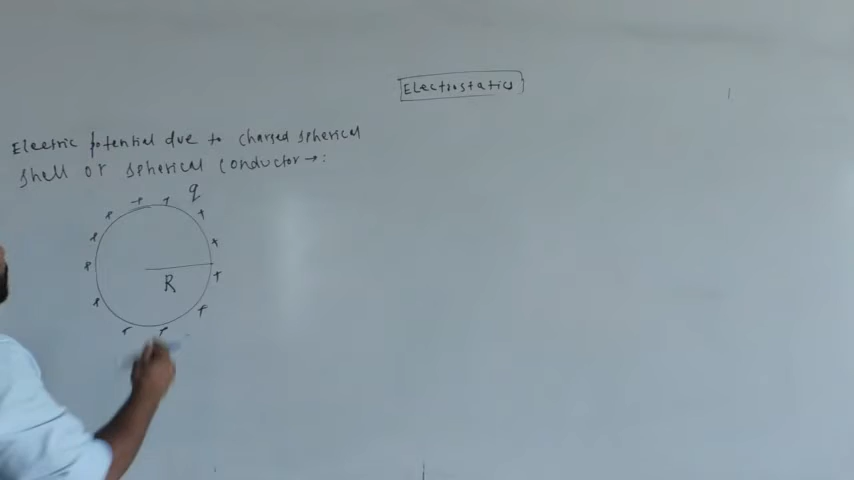 Electrostatics
Electric potential due to charged spherical
shell or spherical conductor →:
q
R